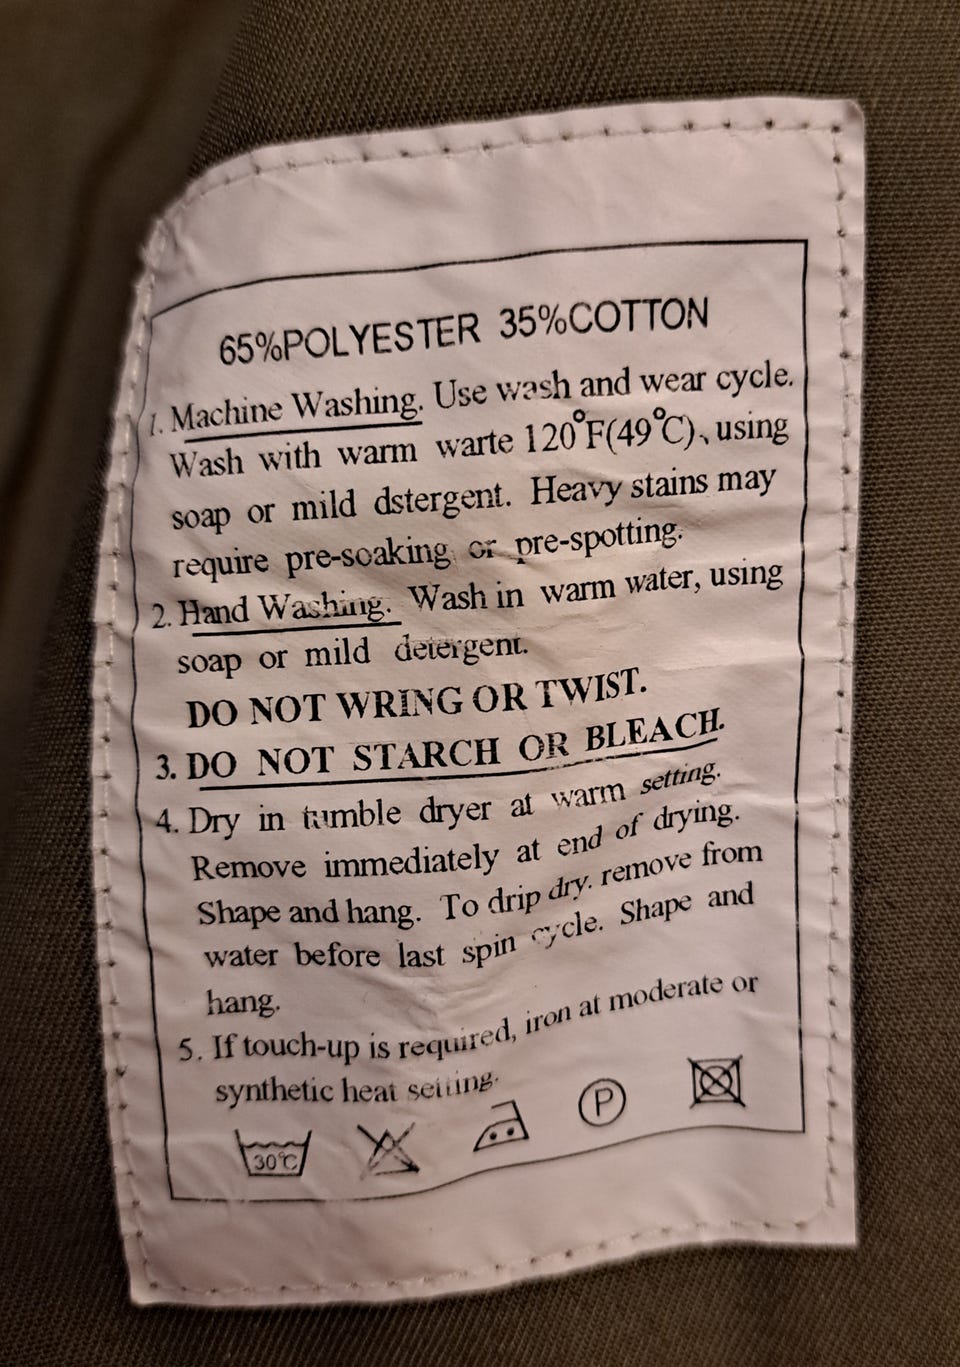 65%POLYESTER 35%COTTON
1. Machine Washing. Use wash and wear cycle.
Wash with warm warte 120°F(49°C), using
soap or mild dstergent. Heavy stains may
require pre-soaking or pre-spotting.
2. Hand Washing. Wash in warm water, using
soap or mild detergent.
DO NOT WRING OR TWIST.
3. DO NOT STARCH OR BLEACH.
4. Dry in tumble dryer at warm setting.
Remove immediately at end of drying.
Shape and hang. To drip dry. remove from
water before last spin cycle. Shape and
hang.
5. If touch-up is required, iron at moderate or
synthetic heat setting.
30°C P